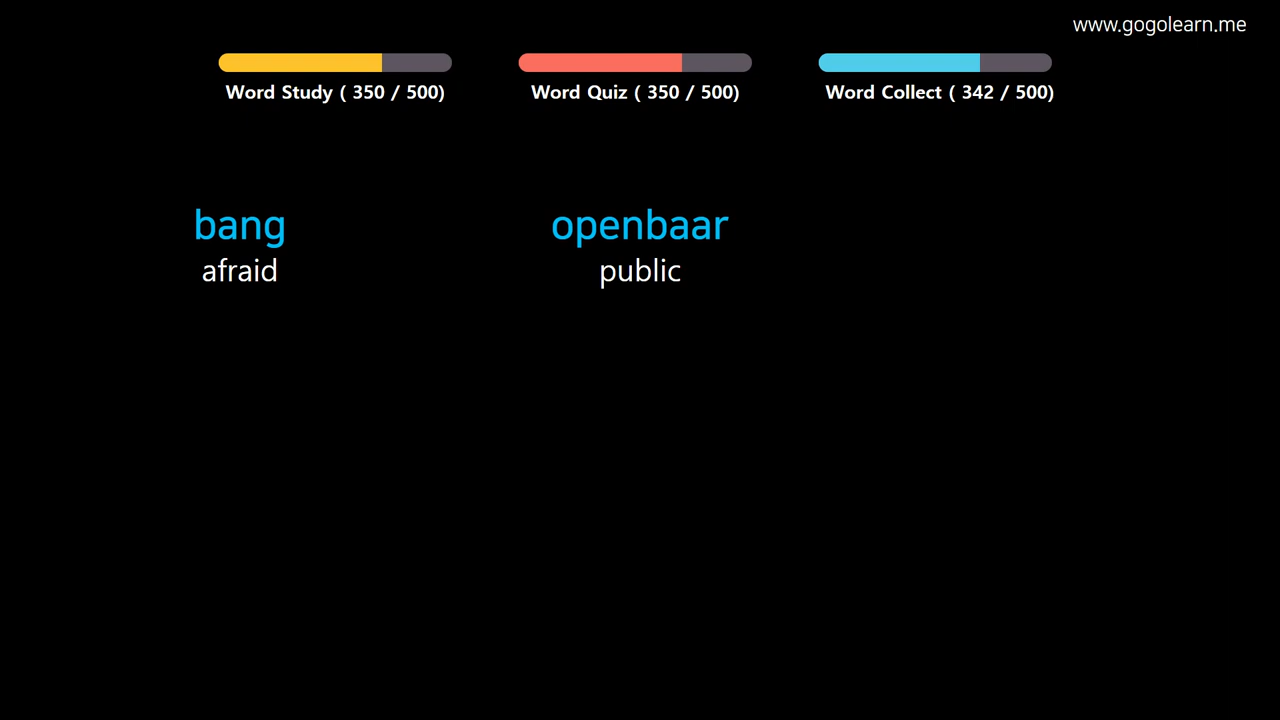 www.gogolearn.me
Word Study ( 350 / 500)
Word Quiz ( 350 / 500)
Word Collect ( 342 / 500)
bang
afraid
openbaar
public